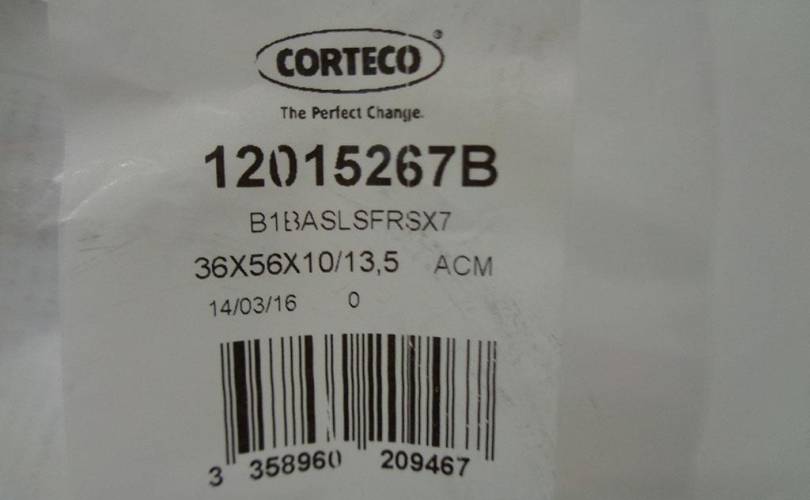 CORTECO®
The Perfect Change.
12015267B
B1BASLSFRSX7
36X56X10/13,5 ACM
14/03/16 0
3 358960 209467